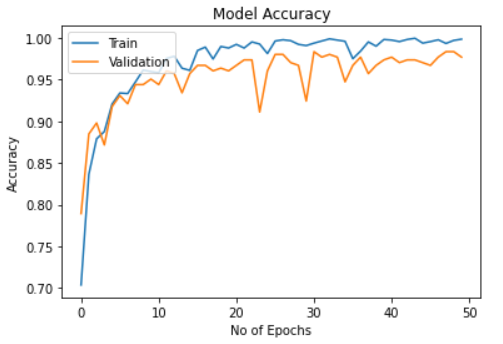 Model Accuracy
1.00
0.95
0.90
0.85
0.80
0.75
0.70
Accuracy
Train
Validation
0
10
20
30
40
50
No of Epochs